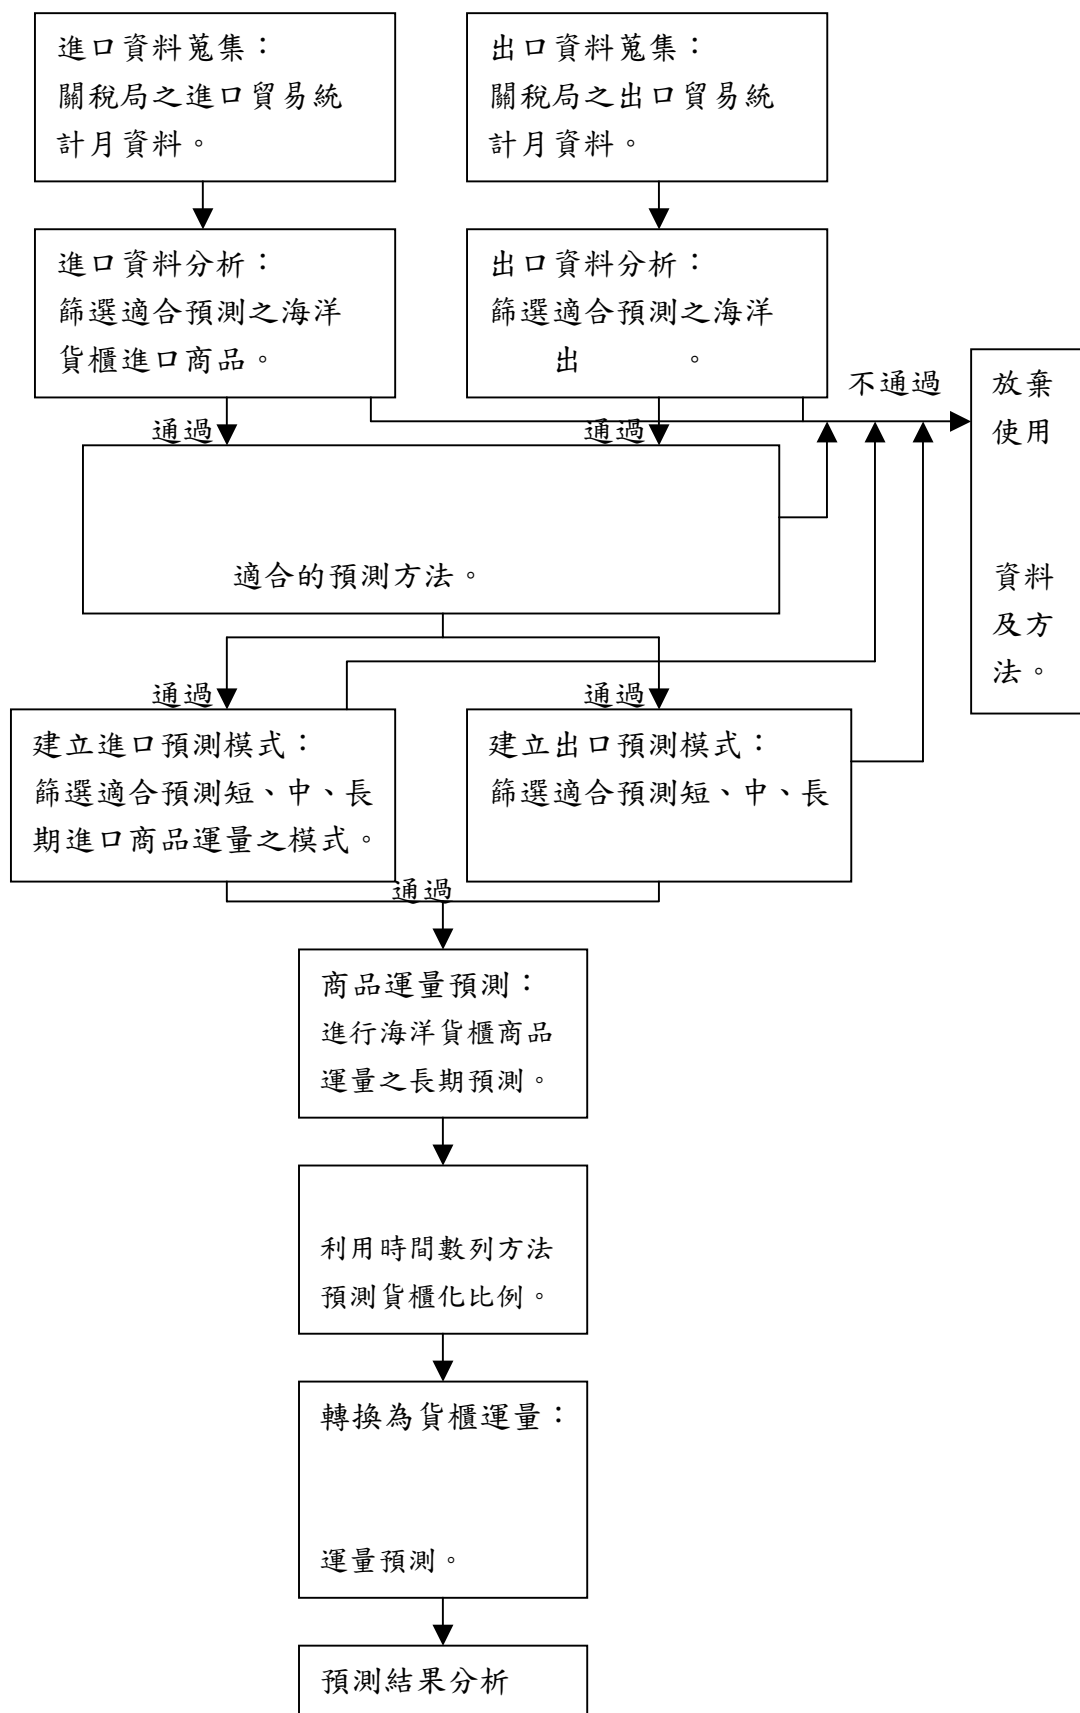 進口資料蒐集：
關稅局之進口貿易統
計月資料。
出口資料蒐集：
關稅局之出口貿易統
計月資料。
進口資料分析：
篩選適合預測之海洋
貨櫃進口商品。
出口資料分析：
篩選適合預測之海洋
出　　　。
不通過
放棄
使用
資料
及方
法。
通過
通過
適合的預測方法。
通過
通過
建立進口預測模式：
篩選適合預測短、中、長
期進口商品運量之模式。
建立出口預測模式：
篩選適合預測短、中、長
通過
商品運量預測：
進行海洋貨櫃商品
運量之長期預測。
利用時間數列方法
預測貨櫃化比例。
轉換為貨櫃運量：
運量預測。
預測結果分析